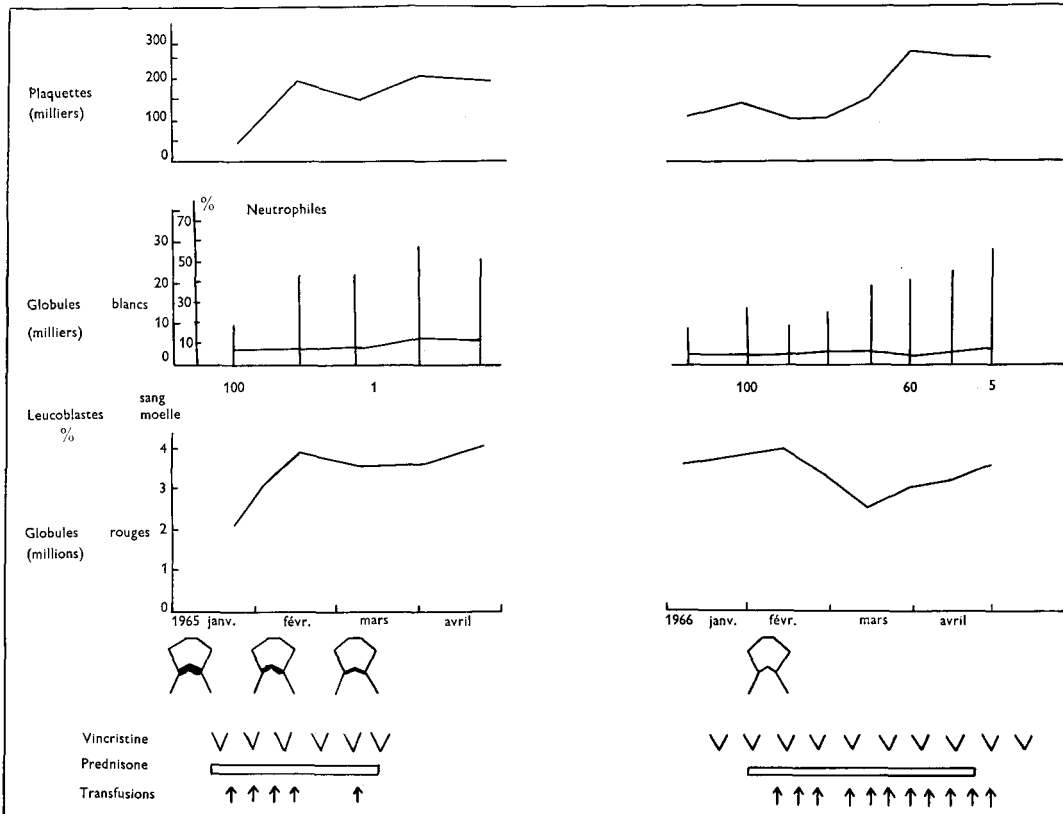 300
Plaquettes
200
(milliers)
100
0
% Neutrophiles
70
30
50
20
Globules blancs
30
(milliers)
10
10
0
100 1 100 60 5
sang
Leucoblastes moelle
%
4
3
Globules rouges
(millions)
2
1
0
1965 janv. févr. mars avril 1966 janv. févr. mars avril
Vincristine
Prednisone
Transfusions